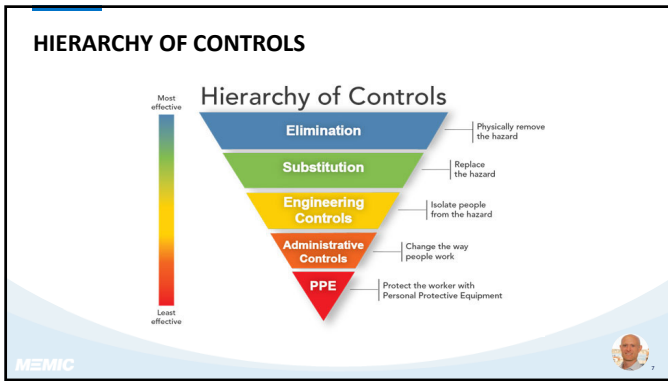 HIERARCHY OF CONTROLS
Hierarchy of Controls
Most
effective
Elimination
Physically remove
the hazard
Substitution
Replace
the hazard
Engineering
Controls
Isolate people
from the hazard
Administrative
Controls
Change the way
people work
PPE
Protect the worker with
Personal Protective Equipment
Least
effective
MEMIC
7